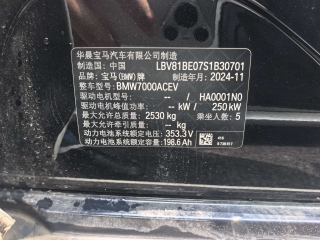 华晨宝马汽车有限公司制造
制造国：中国 LBVB1BE07S1B30701
品牌：宝马(BMW)牌 制造年月：2024-11
整车型号：BMW7000ACEV
驱动电机型号： -- / HA0001N0
驱动电机峰值功率： -- / kW / 250 kW
最大允许总质量： 2530 kg 乘坐人数： 5
最大允许牵引质量： -- kg
动力电池系统额定电压：353.3 V
动力电池系统额定容量：198.6 Ah